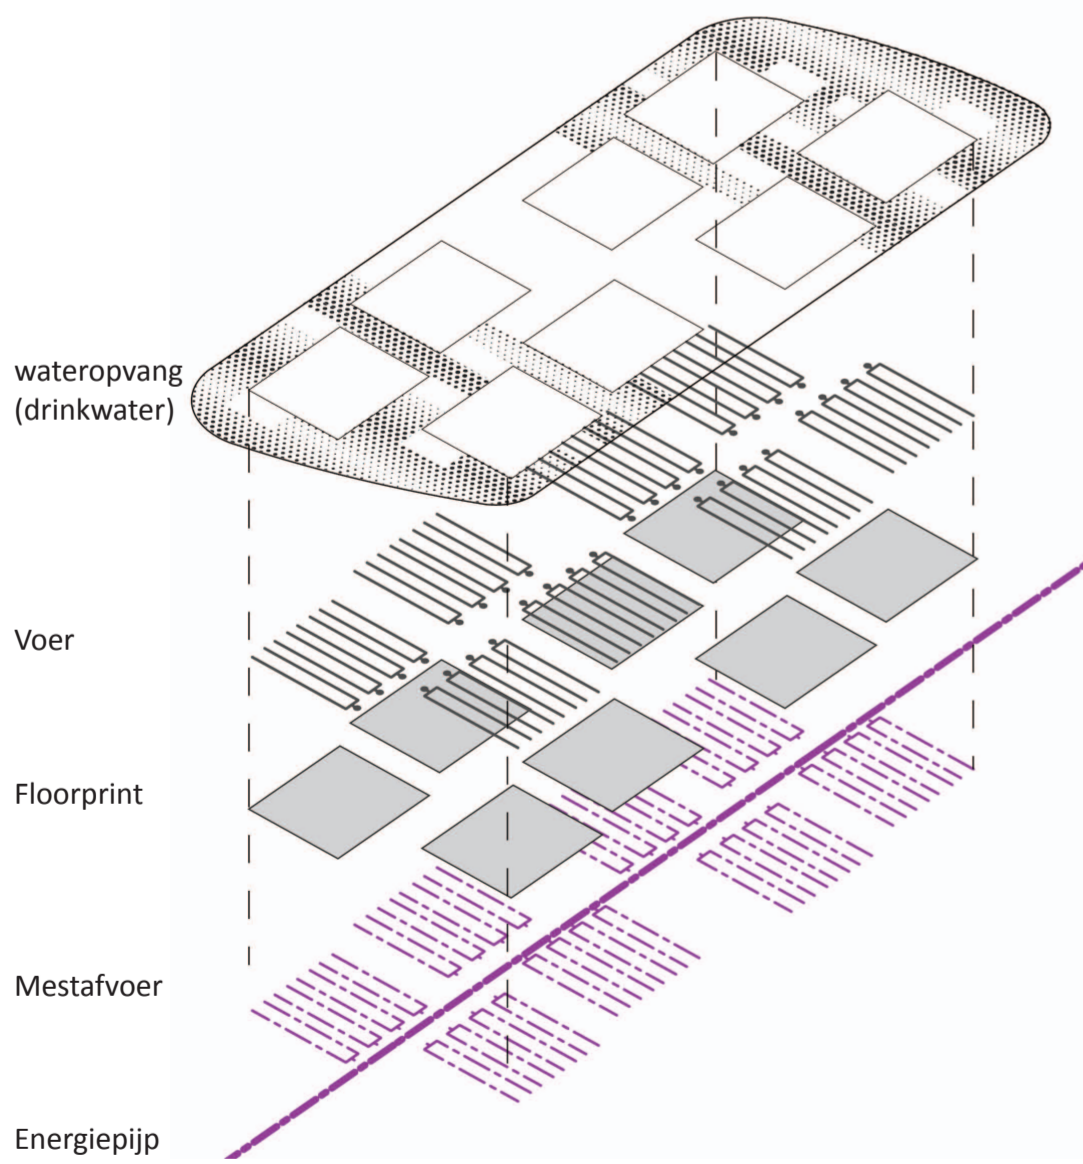 wateropvang
(drinkwater)
Voer
Floorprint
Mestafvoer
Energiepijp